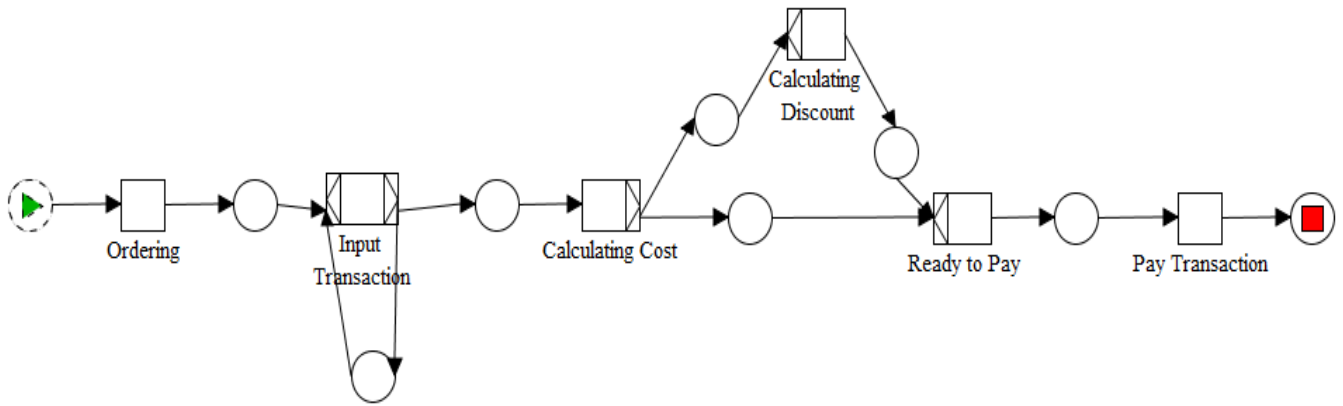 Calculating
Discount
Ordering
Input
Transaction
Calculating Cost
Ready to Pay
Pay Transaction